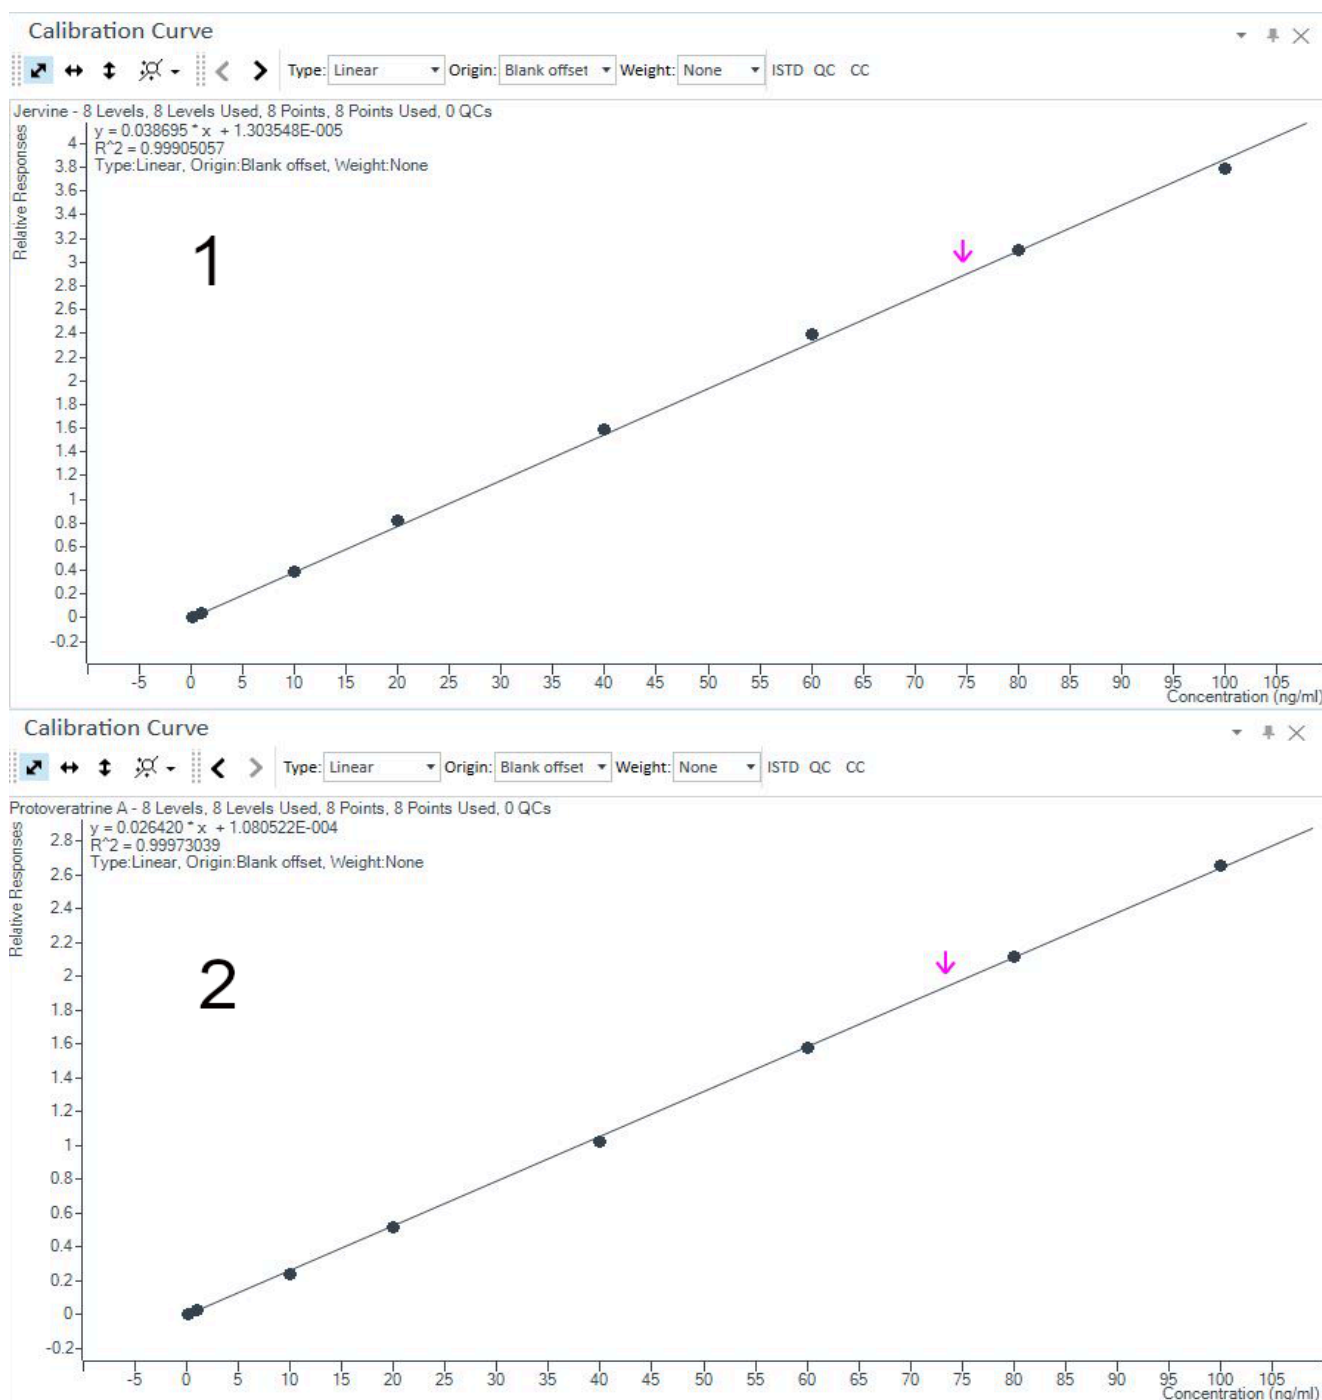 Calibration Curve
Type: Linear Origin: Blank offset Weight: None ISTD QC CC
Jervine - 8 Levels, 8 Levels Used, 8 Points, 8 Points Used, 0 QCs
y = 0.038695 * x + 1.303548E-005
R^2 = 0.99905057
Type:Linear, Origin:Blank offset, Weight:None
Relative Responses
4
3.8
3.6
3.4
3.2
3
2.8
2.6
2.4
2.2
2
1.8
1.6
1.4
1.2
1
0.8
0.6
0.4
0.2
0
-0.2
1
-5 0 5 10 15 20 25 30 35 40 45 50 55 60 65 70 75 80 85 90 95 100 105
Concentration (ng/ml)
Calibration Curve
Type: Linear Origin: Blank offset Weight: None ISTD QC CC
Protoveratrine A - 8 Levels, 8 Levels Used, 8 Points, 8 Points Used, 0 QCs
y = 0.026420 * x + 1.080522E-004
R^2 = 0.99973039
Type:Linear, Origin:Blank offset, Weight:None
Relative Responses
2.8
2.6
2.4
2.2
2
1.8
1.6
1.4
1.2
1
0.8
0.6
0.4
0.2
0
-0.2
2
-5 0 5 10 15 20 25 30 35 40 45 50 55 60 65 70 75 80 85 90 95 100 105
Concentration (ng/ml)